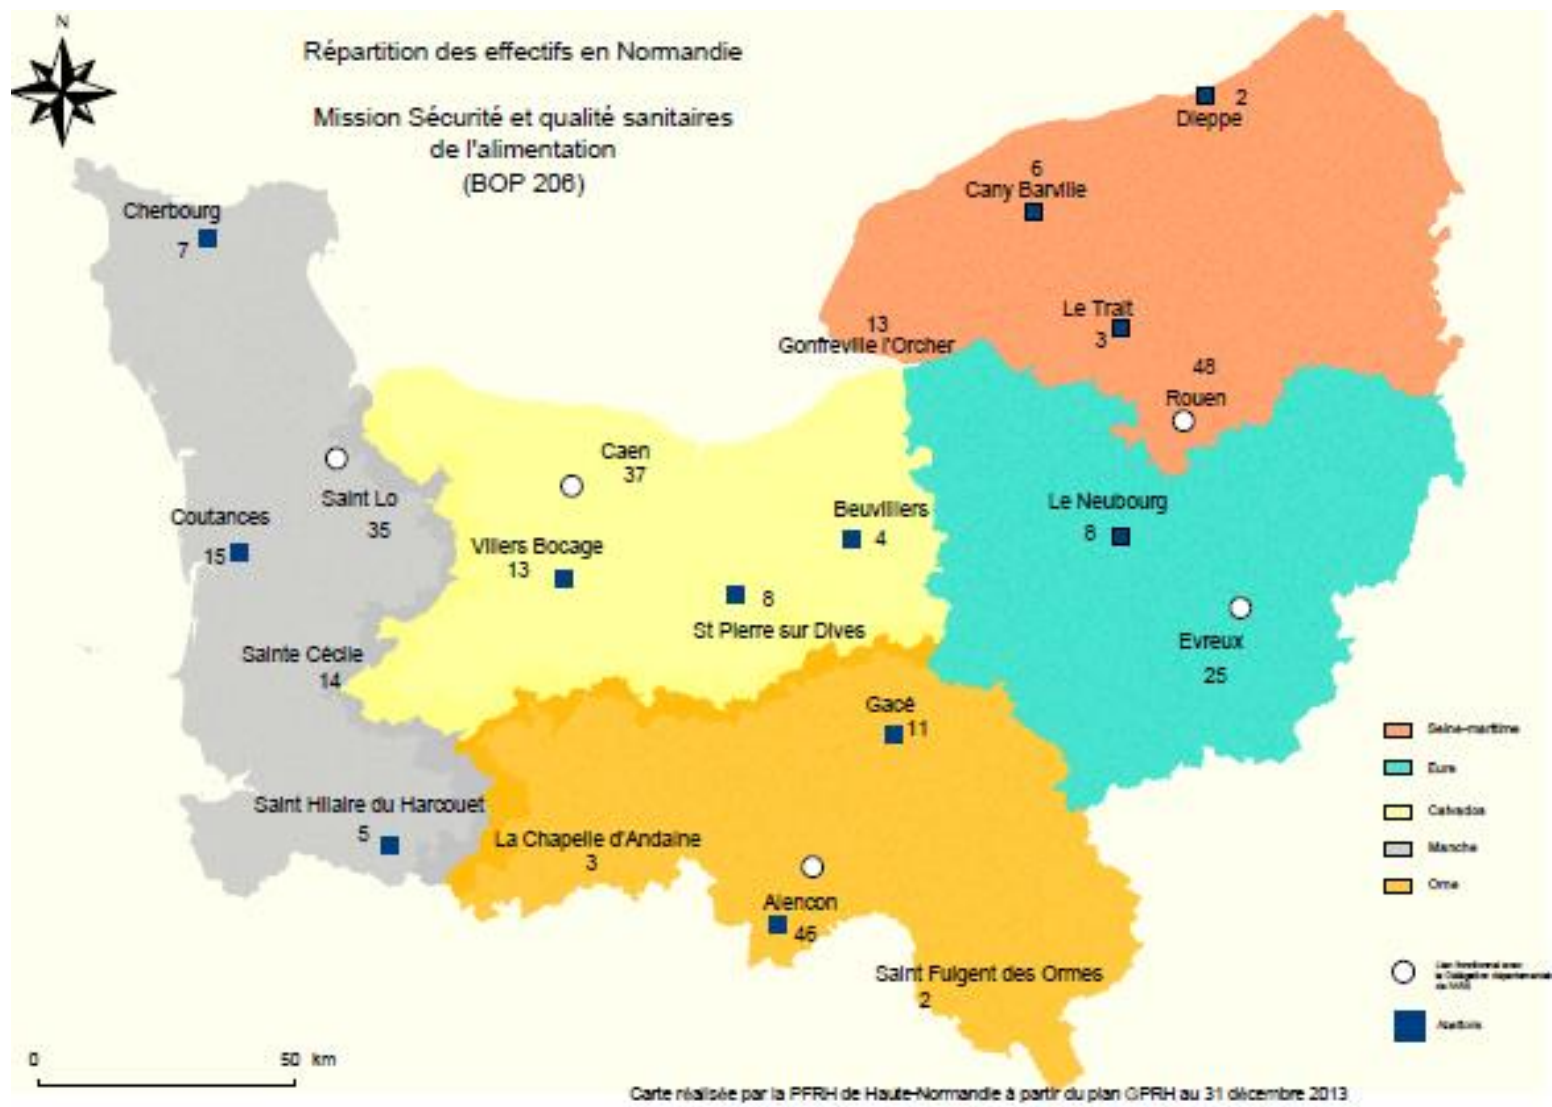 N
Répartition des effectifs en Normandie
Mission Sécurité et qualité sanitaires
de l'alimentation
(BOP 206)
2
Dieppe
6
Cany Barville
Cherbourg
7
Le Trait
3
13
Gonfreville l'Orcher
48
Rouen
Caen
37
Saint Lo
35
Coutances
15
Beuvilliers
4
Le Neubourg
8
Villers Bocage
13
8
St Pierre sur Dives
Evreux
25
Sainte Cécile
14
Gacé
11
Seine-maritime
Eure
Calvados
Manche
Orne
Saint Hilaire du Harcouet
5
La Chapelle d'Andaine
3
Alencon
46
Saint Fulgent des Ormes
2
Abattoirs
0 50 km
Carte réalisée par la PFRH de Haute-Normandie à partir du plan GPRH au 31 décembre 2013